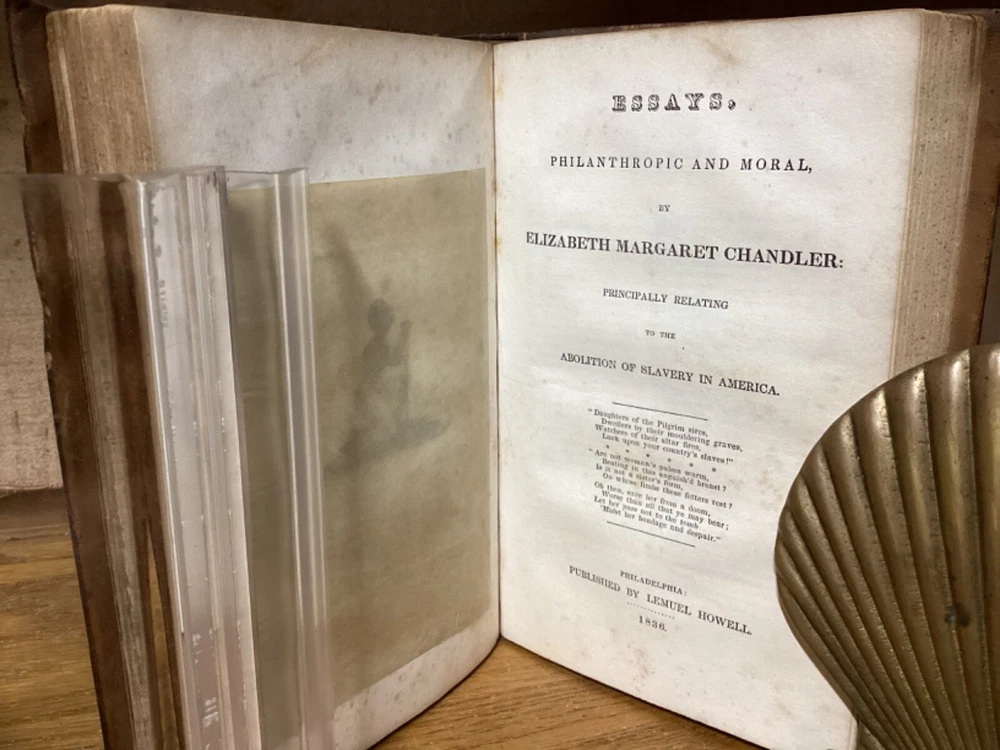 ESSAYS,
PHILANTHROPIC AND MORAL,
BY
ELIZABETH MARGARET CHANDLER:
PRINCIPALLY RELATING
TO THE
ABOLITION OF SLAVERY IN AMERICA.
"Daughters of the Pilgrim sires,
Dwellers by their mouldering graves,
Watchers of their altar fires,
Look upon your country's slaves!"
* * * * * *
"Are not woman's pulses warm,
Beating in this anguish'd breast?
Is it not a sister's form,
On whose limbs these fetters rest?
Oh then, save her from a doom,
Worse than all that ye may bear;
Let her pass not to the tomb
'Midst her bondage and despair."
PHILADELPHIA:
PUBLISHED BY LEMUEL HOWELL.
1836.